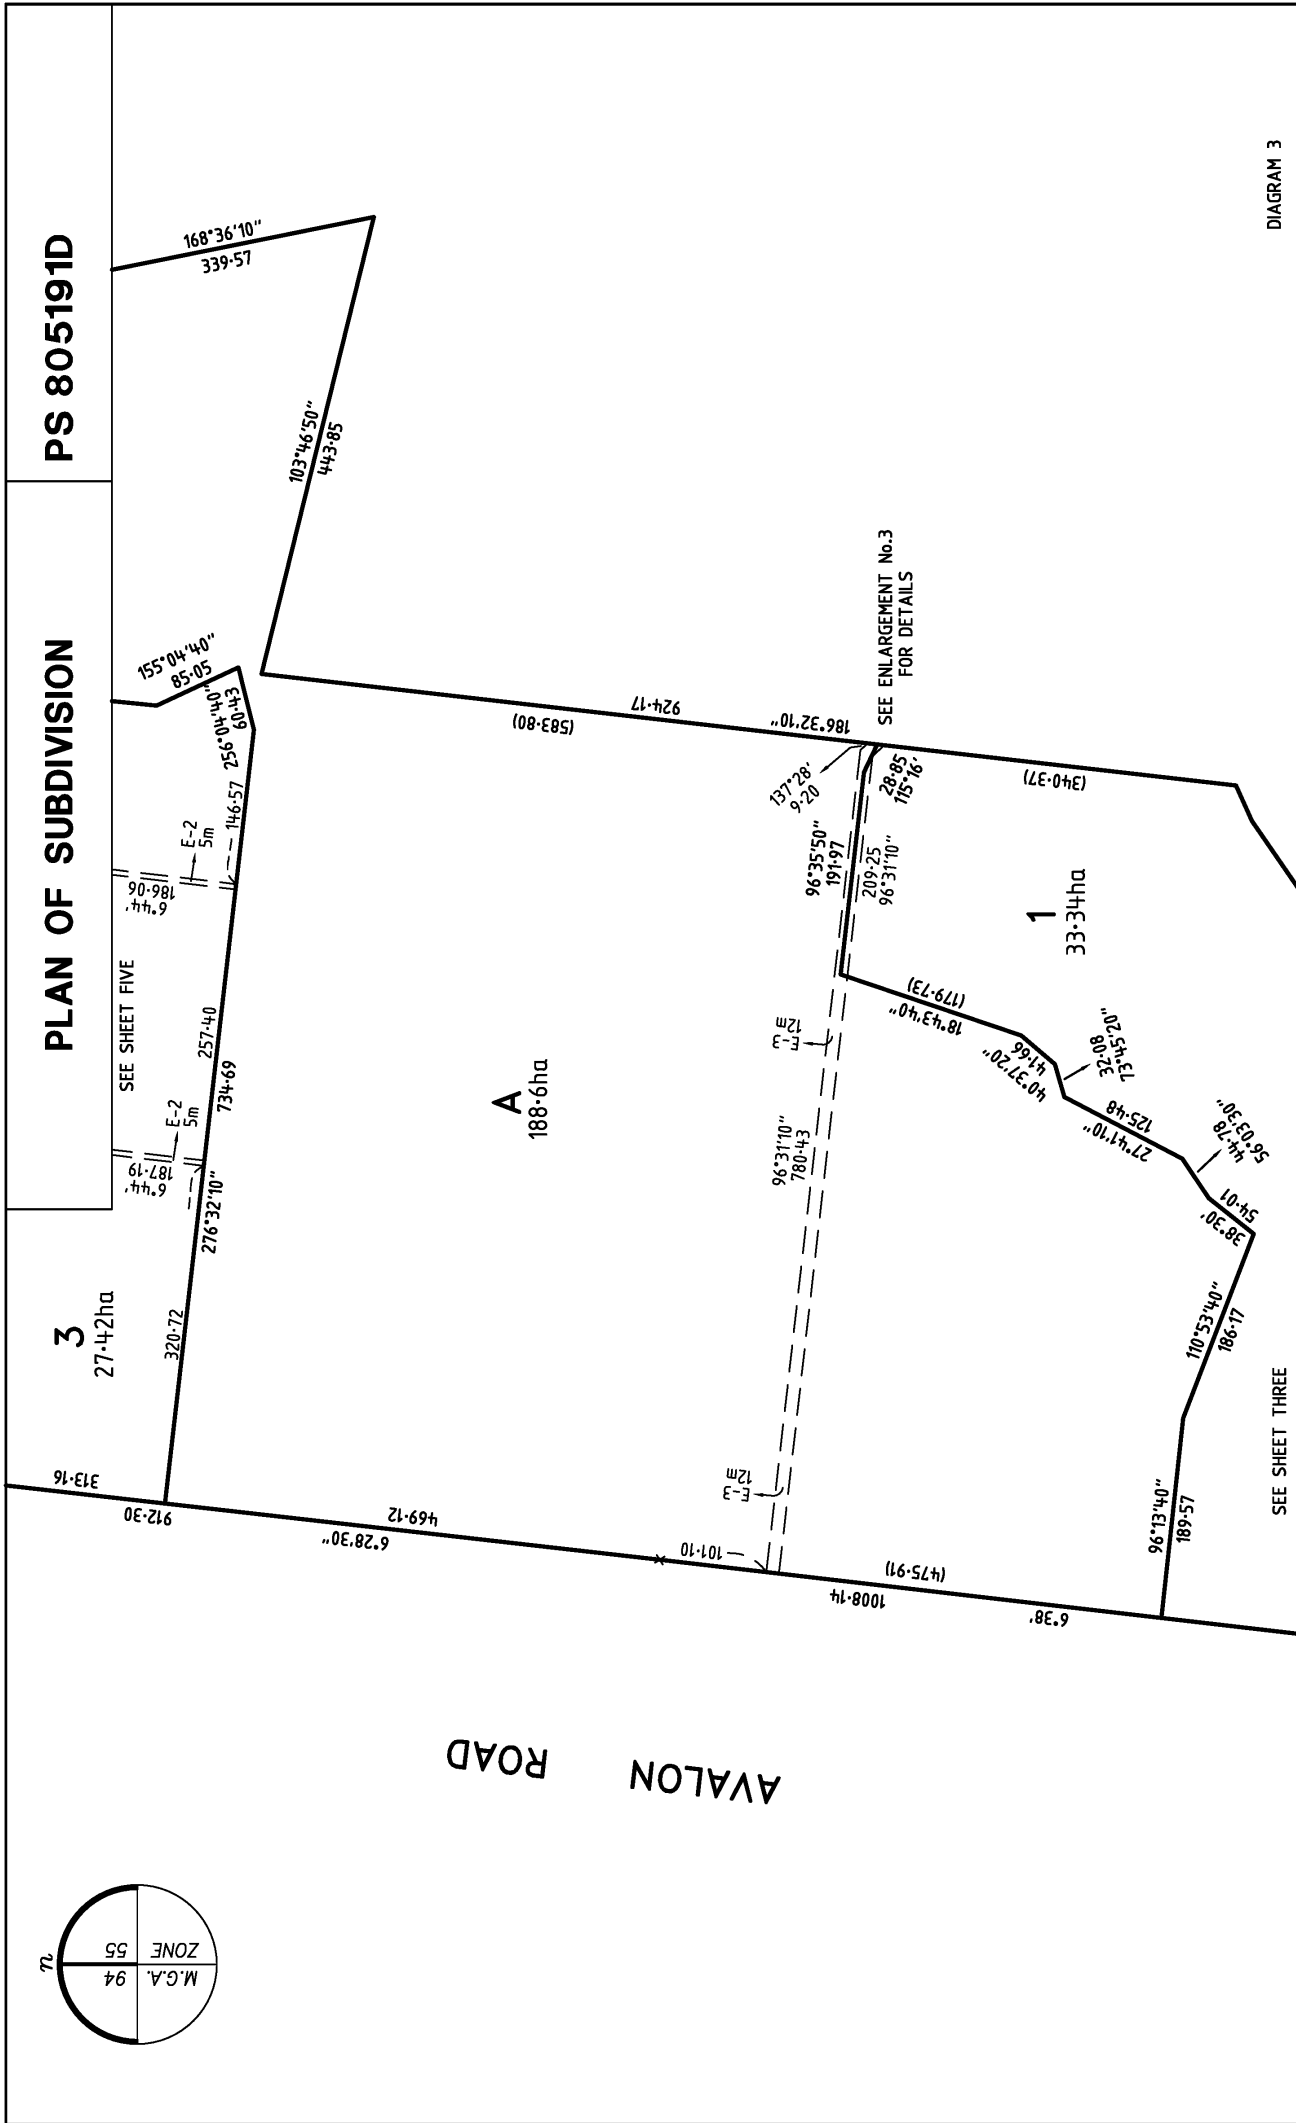 PLAN OF SUBDIVISION
PS 805191D
3
27·42ha
SEE SHEET FIVE
6°44'
187·19
E-2
5m
6°44'
186·06
E-2
5m
155°04'40"
85·05
256°04'40"
60·43
168°36'10"
339·57
313·16
912·30
320·72
276°32'10"
257·40
734·69
146·57
103°46'50"
443·85
469·12
6°28'30"
A
188·6ha
(583·80)
924·17
186°32'10"
101·10
E-3
12m
96°31'10"
780·43
E-3
12m
137°28'
9·20
96°35'50"
191·97
209·25
96°31'10"
28·85
115°16'
SEE ENLARGEMENT No.3
FOR DETAILS
(475·91)
1008·14
6°38'
(179·73)
18°43'40"
41·66
40°37'20"
32·08
73°45'20"
125·48
27°41'10"
44·78
56°03'30"
54·01
38°30'
110°53'40"
186·17
96°13'40"
189·57
1
33·34ha
(340·37)
SEE SHEET THREE
DIAGRAM 3
AVALON ROAD
n
M.G.A. 94
ZONE 55